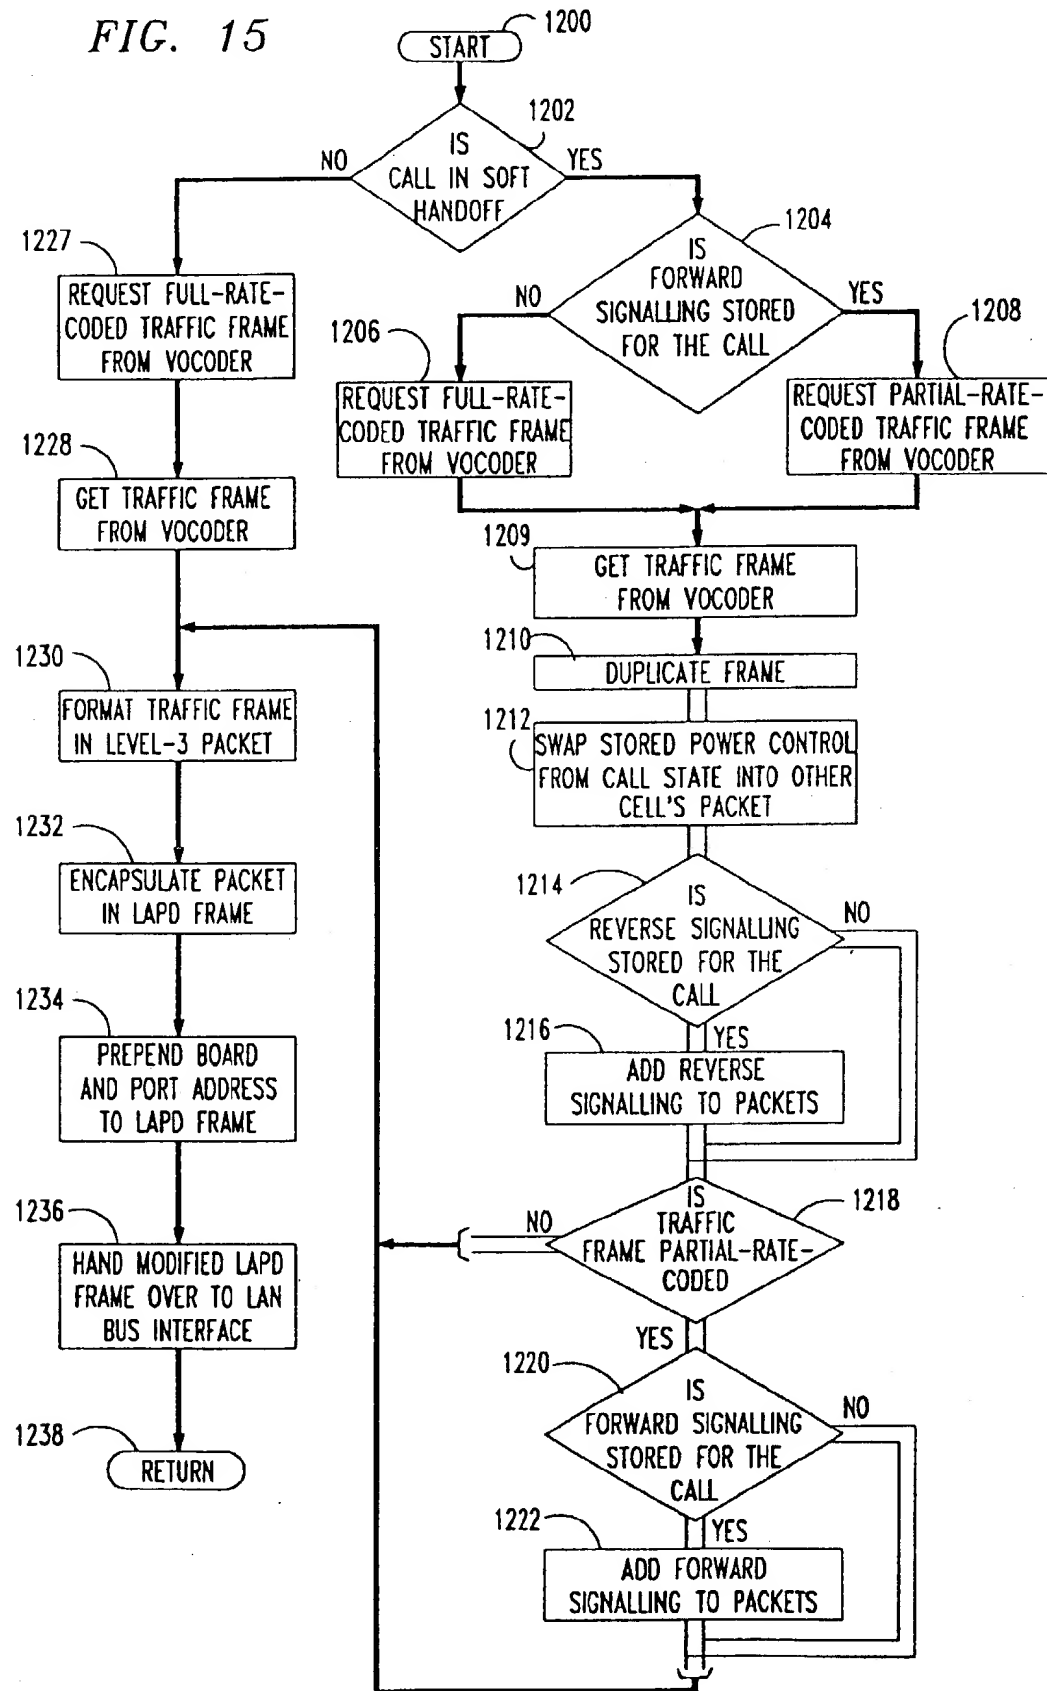 FIG. 15
1200
START
1202
IS
CALL IN SOFT
HANDOFF
NO
YES
1227
REQUEST FULL-RATE-
CODED TRAFFIC FRAME
FROM VOCODER
1204
IS
FORWARD
SIGNALLING STORED
FOR THE CALL
NO
YES
1206
REQUEST FULL-RATE-
CODED TRAFFIC FRAME
FROM VOCODER
1208
REQUEST PARTIAL-RATE-
CODED TRAFFIC FRAME
FROM VOCODER
1228
GET TRAFFIC FRAME
FROM VOCODER
1209
GET TRAFFIC FRAME
FROM VOCODER
1210
DUPLICATE FRAME
1230
FORMAT TRAFFIC FRAME
IN LEVEL-3 PACKET
1212
SWAP STORED POWER CONTROL
FROM CALL STATE INTO OTHER
CELL'S PACKET
1232
ENCAPSULATE PACKET
IN LAPD FRAME
1214
IS
REVERSE SIGNALLING
STORED FOR THE
CALL
NO
YES
1234
PREPEND BOARD
AND PORT ADDRESS
TO LAPD FRAME
1216
ADD REVERSE
SIGNALLING TO PACKETS
1218
IS
TRAFFIC
FRAME PARTIAL-RATE-
CODED
NO
YES
1236
HAND MODIFIED LAPD
FRAME OVER TO LAN
BUS INTERFACE
1220
IS
FORWARD SIGNALLING
STORED FOR THE
CALL
NO
YES
1238
RETURN
1222
ADD FORWARD
SIGNALLING TO PACKETS